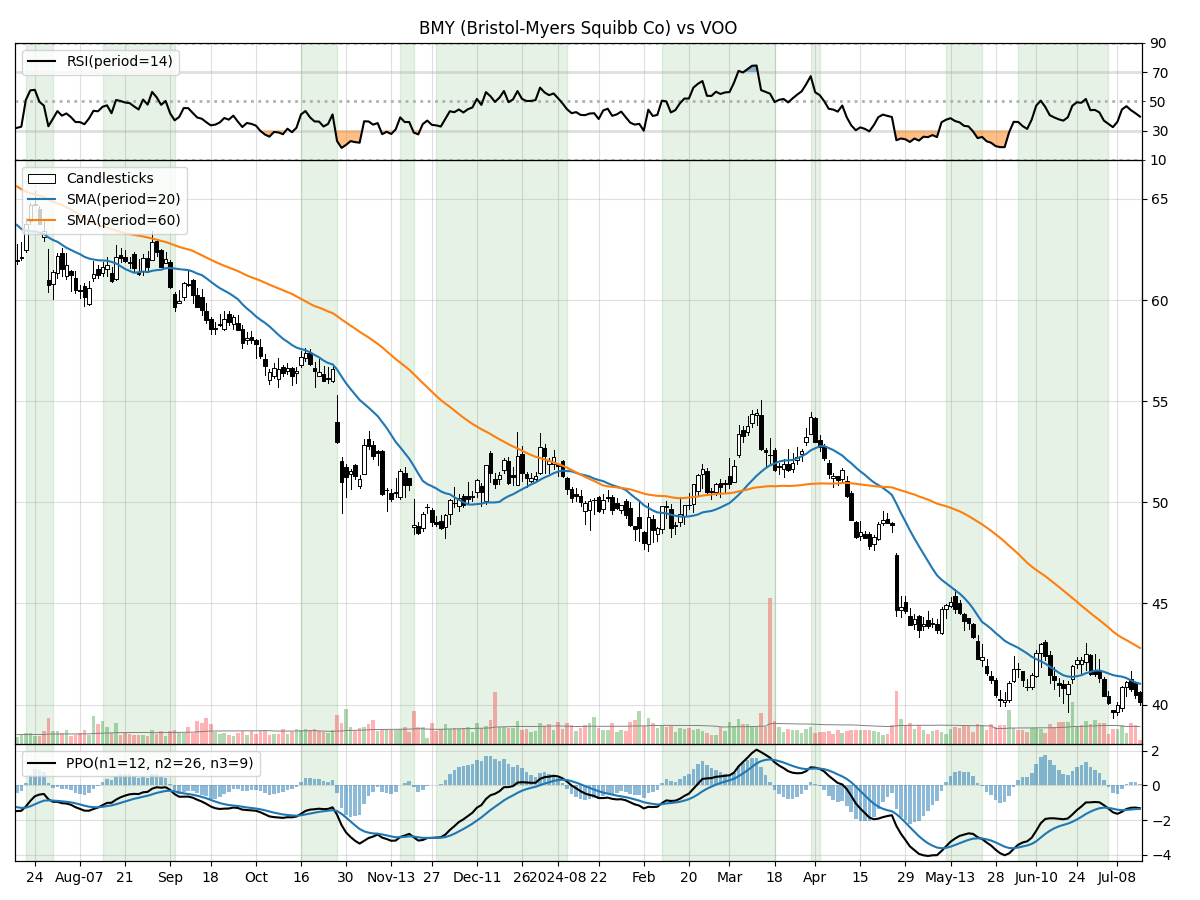 BMY (Bristol-Myers Squibb Co) vs VOO
RSI(period=14)
90
70
50
30
10
Candlesticks
SMA(period=20)
SMA(period=60)
65
60
55
50
45
40
PPO(n1=12, n2=26, n3=9)
2
0
−2
−4
24 Aug-07 21 Sep 18 Oct 16 30 Nov-13 27 Dec-11 26 2024-08 22 Feb 20 Mar 18 Apr 15 29 May-13 28 Jun-10 24 Jul-08